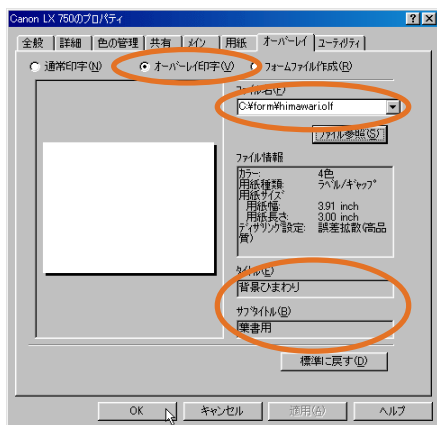 Canon LX 750のプロパティ
全般 詳細 色の管理 共有 メイン 用紙 オーバーレイ ユーティリティ
通常印字(N) オーバーレイ印字(V) フォームファイル作成(R)
ファイル名(F)
C:¥form¥himawari.olf
ファイル参照(S)
ファイル情報
カラー: 4色
用紙種類: ラベル/ギャップ
用紙サイズ
用紙幅: 3.91 inch
用紙長さ: 3.00 inch
ディザリング設定: 誤差拡散(高品
質)
タイトル(E)
背景ひまわり
サブタイトル(B)
葉書用
標準に戻す(D)
OK キャンセル 適用(A) ヘルプ